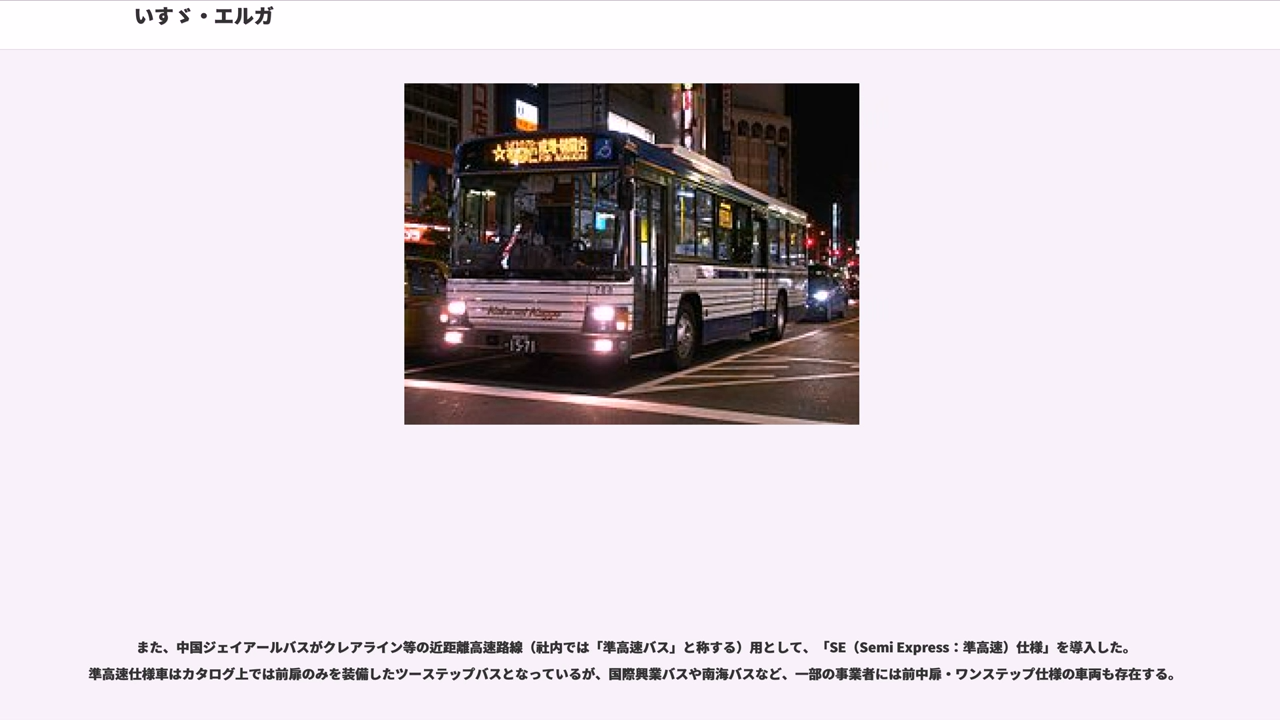 いすゞ・エルガ
15-71
また、中国ジェイアールバスがクレアライン等の近距離高速路線（社内では「準高速バス」と称する）用として、「SE（Semi Express：準高速）仕様」を導入した。
準高速仕様車はカタログ上では前扉のみを装備したツーステップバスとなっているが、国際興業バスや南海バスなど、一部の事業者には前中扉・ワンステップ仕様の車両も存在する。